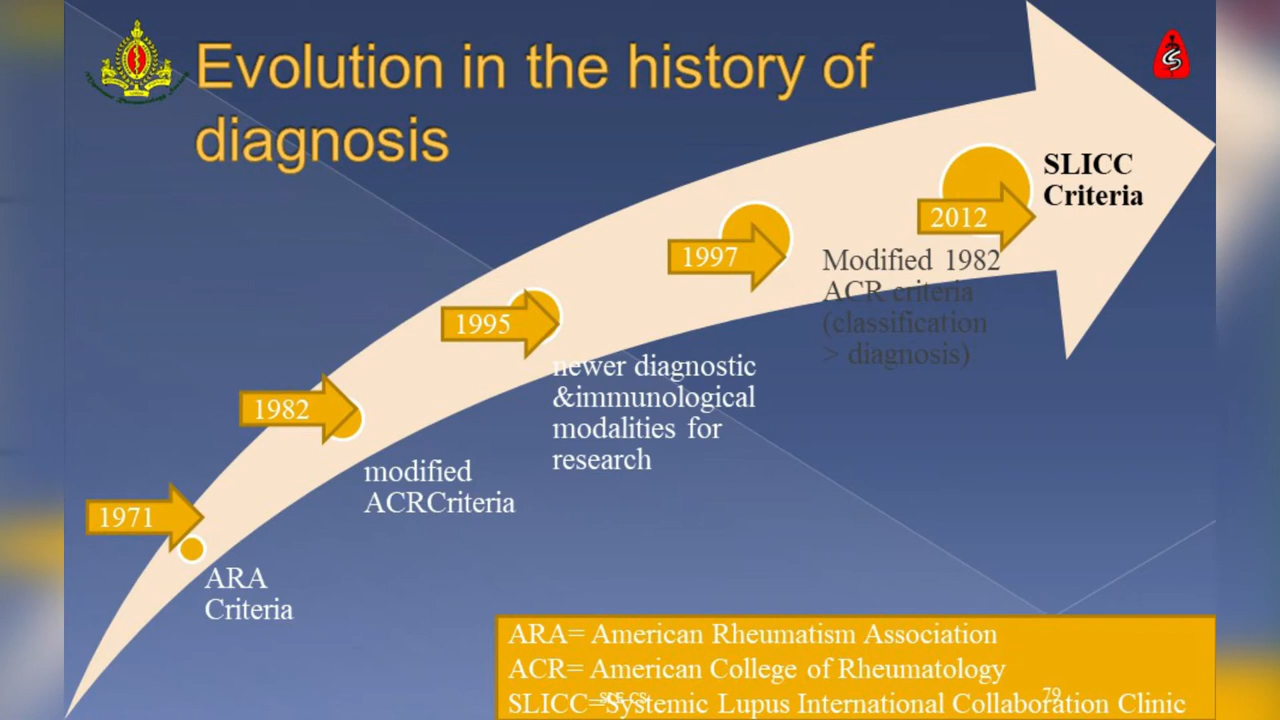 Evolution in the history of
diagnosis
1971
ARA
Criteria
1982
modified
ACRCriteria
1995
newer diagnostic
&immunological
modalities for
research
1997
Modified 1982
ACR criteria
(classification
> diagnosis)
2012
SLICC
Criteria
ARA= American Rheumatism Association
ACR= American College of Rheumatology
SLICC=Systemic Lupus International Collaboration Clinic
SLE-CS
79